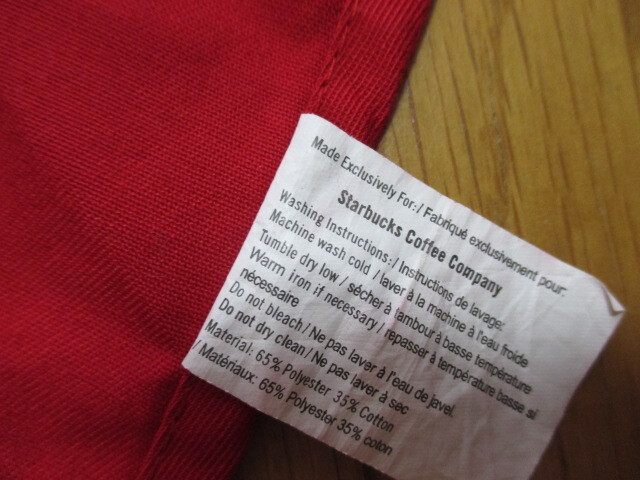 Made Exclusively For:/ Fabriqué exclusivement pour:
Starbucks Coffee Company
Washing Instructions:/ Instructions de lavage:
Machine wash cold / laver à la machine à l'eau froide
Tumble dry low / sécher à tambour à basse température
Warm iron if necessary / repasser à température basse si
nécessaire
Do not bleach / Ne pas laver à l'eau de javel.
Do not dry clean / Ne pas laver à sec
Material: 65% Polyester 35% Cotton
/ Matériaux: 65% Polyester 35% coton